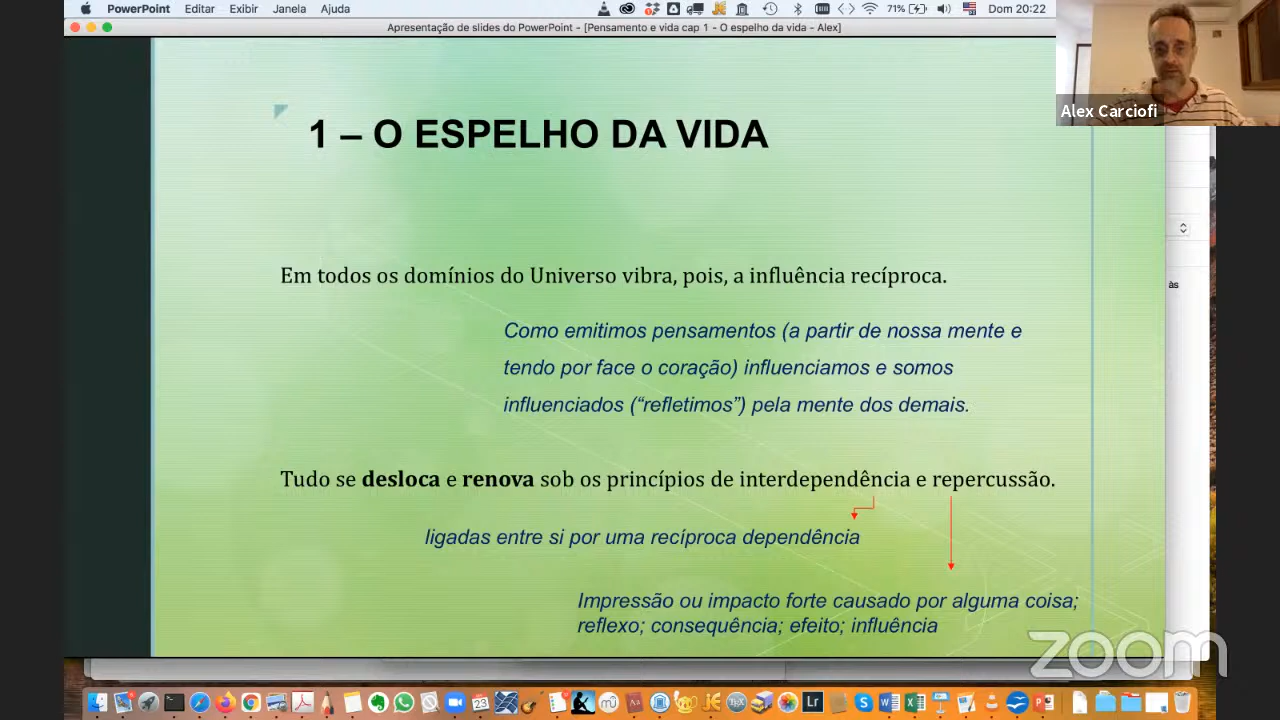 PowerPoint Editar Exibir Janela Ajuda 71% Dom 20:22
Apresentação de slides do PowerPoint - [Pensamento e vida cap 1 - O espelho da vida - Alex]
Alex Carciofi
1 – O ESPELHO DA VIDA
Em todos os domínios do Universo vibra, pois, a influência recíproca.
às
Como emitimos pensamentos (a partir de nossa mente e
tendo por face o coração) influenciamos e somos
influenciados (“refletimos”) pela mente dos demais.
Tudo se desloca e renova sob os princípios de interdependência e repercussão.
ligadas entre si por uma recíproca dependência
Impressão ou impacto forte causado por alguma coisa;
reflexo; consequência; efeito; influência
zoom
23
Lr